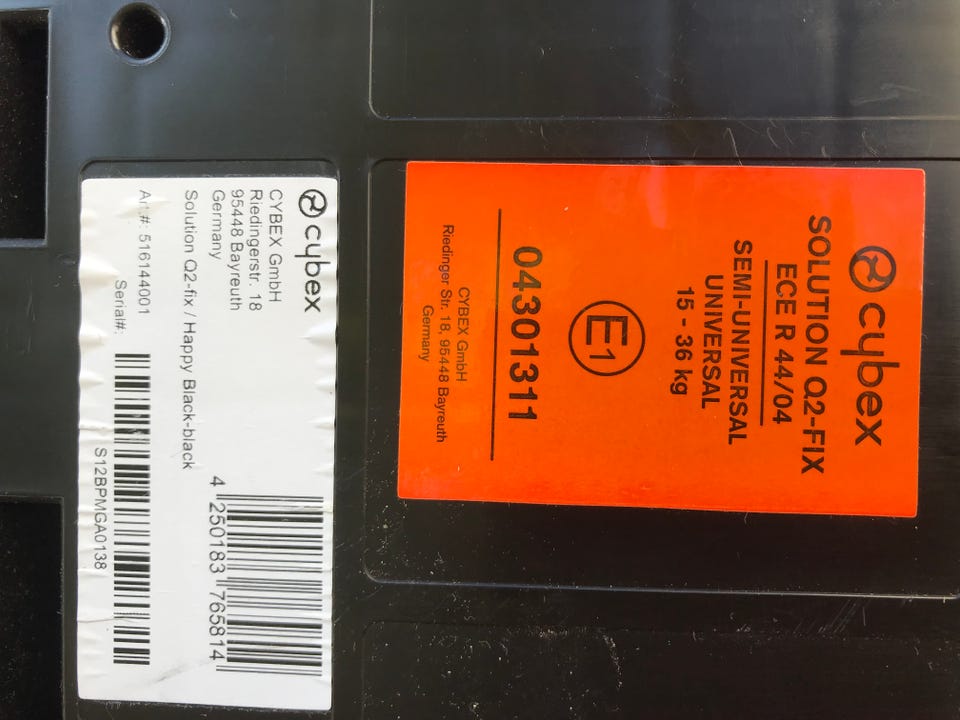 cybex
SOLUTION Q2-FIX
ECE R 44/04
SEMI-UNIVERSAL
UNIVERSAL
15 - 36 kg
E1
04301311
CYBEX GmbH
Riedinger Str. 18, 95448 Bayreuth
Germany
cybex
CYBEX GmbH
Riedingerstr. 18
95448 Bayreuth
Germany
4 250183 765814
Solution Q2-fix / Happy Black-black
Art.#: 516144001
Serial#:
S12BPMGA0138